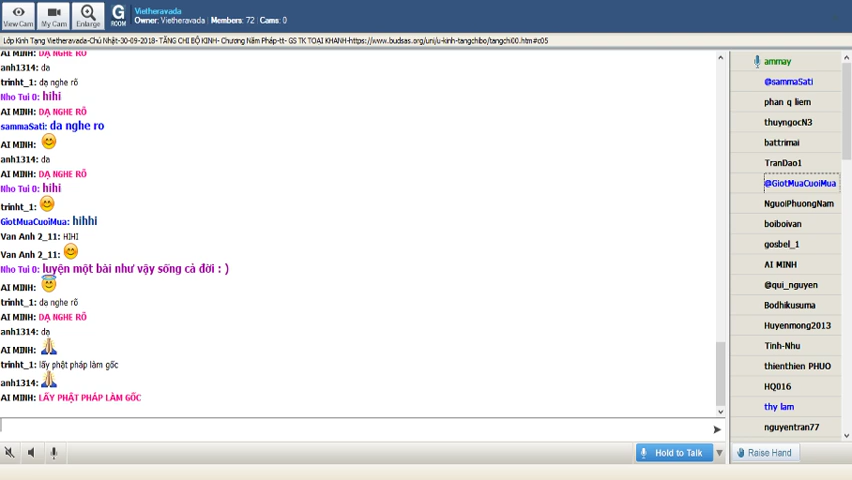 View Cam
My Cam
Enlarge
G
ROOM
Vietheravada
Owner: Vietheravada | Members: 72 | Cams: 0
Lớp Kinh Tạng Vietheravada-Chủ Nhật-30-09-2018- TĂNG CHI BỘ KINH- Chương Năm Pháp-tt- GS TK TOẠI KHANH-https://www.budsas.org/uni/u-kinh-tangchibo/tangchi00.htm#c05
AI MINH: DẠ NGHE RÕ
anh1314: dạ
trinht_1: dạ nghe rõ
Nho Tui 0: hihi
AI MINH: DẠ NGHE RÕ
sammaSati: da nghe ro
AI MINH:
anh1314: dạ
AI MINH: DẠ NGHE RÕ
Nho Tui 0: hihi
trinht_1:
GiotMuaCuoiMua: hihhi
Van Anh 2_11: HIHI
Van Anh 2_11:
Nho Tui 0: luyện một bài như vậy sống cả đời : )
AI MINH:
trinht_1: dạ nghe rõ
AI MINH: DẠ NGHE RÕ
anh1314: dạ
AI MINH:
trinht_1: lấy phật pháp làm gốc
anh1314:
AI MINH: LẤY PHẬT PHÁP LÀM GỐC
ammay
@sammaSati
phan q liem
thuyngocN3
battrimai
TranDao1
@GiotMuaCuoiMua
NguoiPhuongNam
boiboivan
gosbel_1
AI MINH
@qui_nguyen
Bodhikusuma
Huyenmong2013
Tinh-Nhu
thienthien PHUO
HQ016
thy lam
nguyentran77
Hold to Talk
Raise Hand